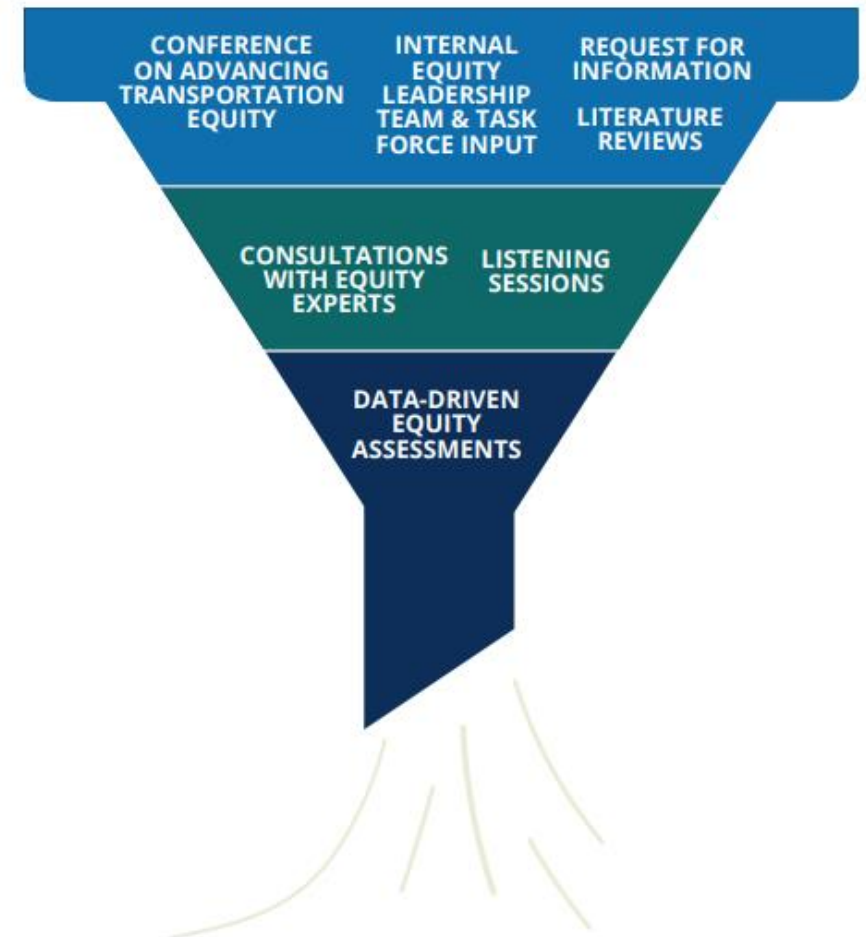 CONFERENCE
ON ADVANCING
TRANSPORTATION
EQUITY
INTERNAL
EQUITY
LEADERSHIP
TEAM & TASK
FORCE INPUT
REQUEST FOR
INFORMATION
LITERATURE
REVIEWS
CONSULTATIONS
WITH EQUITY
EXPERTS
LISTENING
SESSIONS
DATA-DRIVEN
EQUITY
ASSESSMENTS